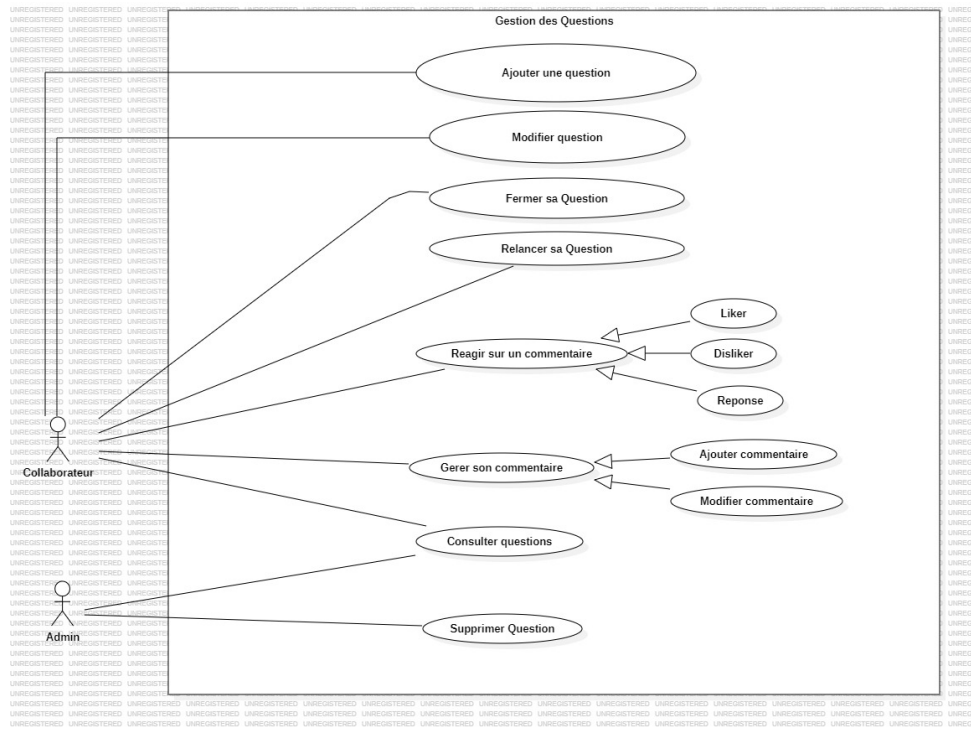 Gestion des Questions
Ajouter une question
Modifier question
Fermer sa Question
Relancer sa Question
Liker
Reagir sur un commentaire
Disliker
Reponse
Collaborateur
Ajouter commentaire
Gerer son commentaire
Modifier commentaire
Consulter questions
Admin
Supprimer Question
UNREGISTERED